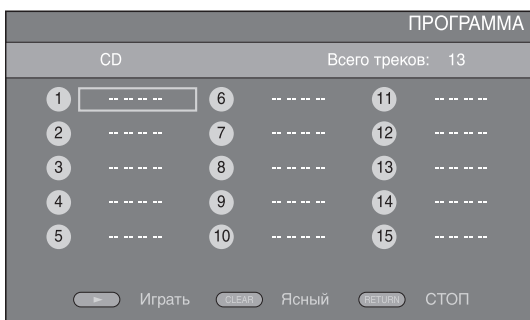 ПРОГРАММА
CD Всего треков: 13
1 -- -- -- -- 6 -- -- -- -- 11 -- -- -- --
2 -- -- -- -- 7 -- -- -- -- 12 -- -- -- --
3 -- -- -- -- 8 -- -- -- -- 13 -- -- -- --
4 -- -- -- -- 9 -- -- -- -- 14 -- -- -- --
5 -- -- -- -- 10 -- -- -- -- 15 -- -- -- --
Играть CLEAR Ясный RETURN СТОП